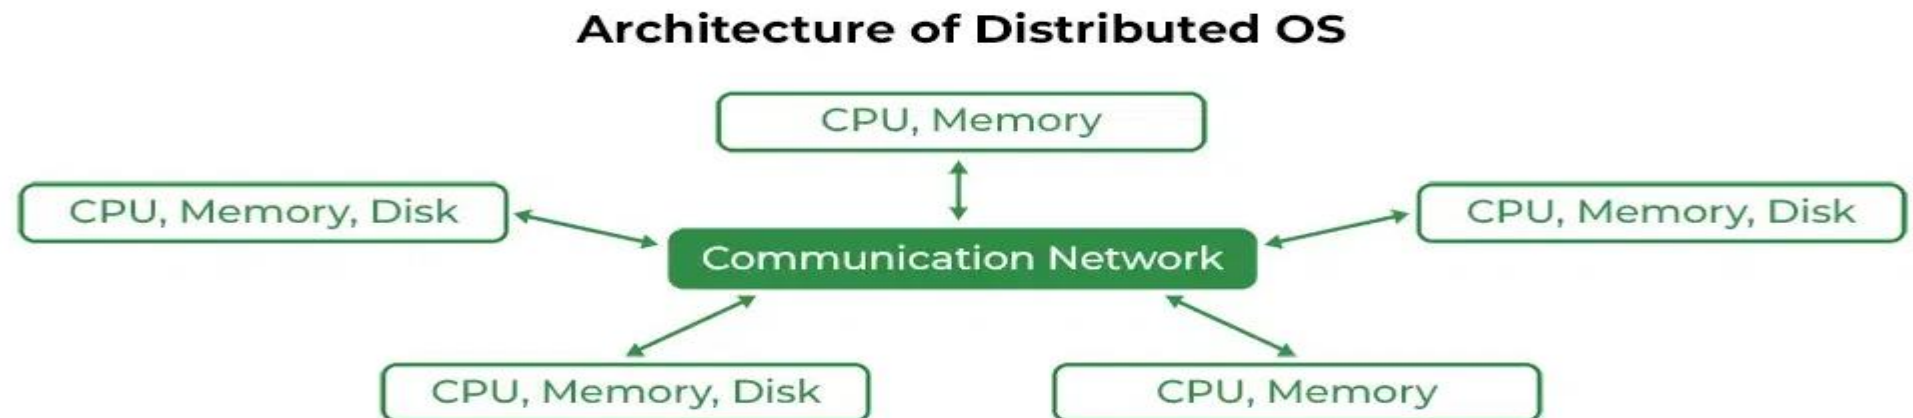 Architecture of Distributed OS
CPU, Memory
CPU, Memory, Disk
CPU, Memory, Disk
Communication Network
CPU, Memory, Disk
CPU, Memory